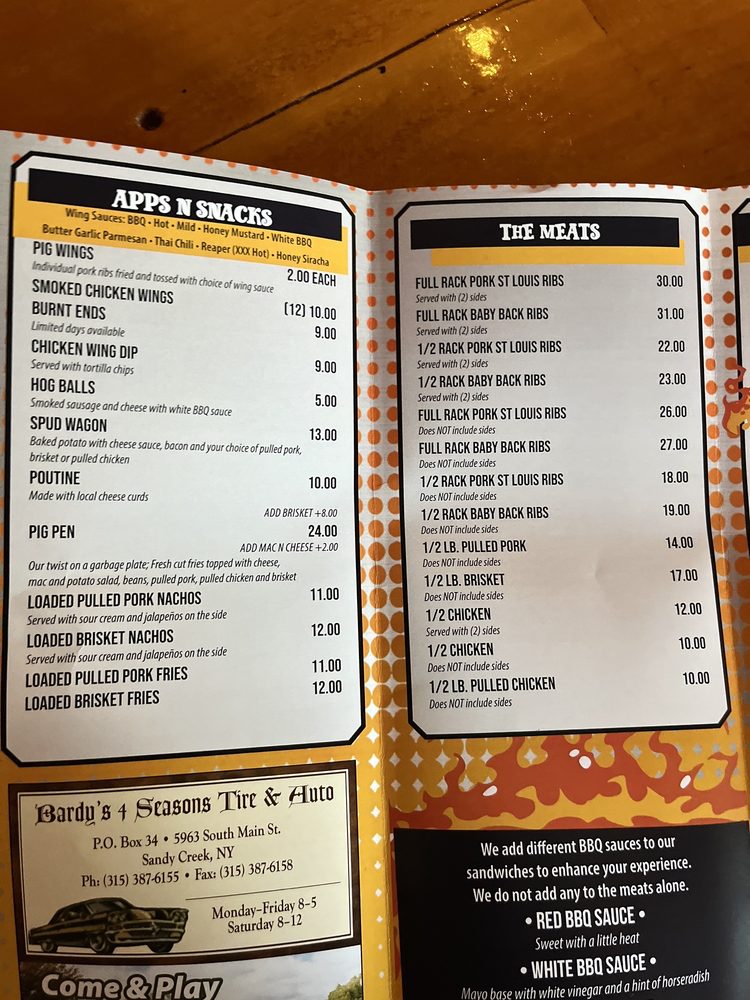 APPS N SNACKS
Wing Sauces: BBQ • Hot • Mild • Honey Mustard • White BBQ
Butter Garlic Parmesan • Thai Chili • Reaper (XXX Hot) • Honey Siracha
PIG WINGS 2.00 EACH
Individual pork ribs fried and tossed with choice of wing sauce
SMOKED CHICKEN WINGS (12) 10.00
BURNT ENDS 9.00
Limited days available
CHICKEN WING DIP 9.00
Served with tortilla chips
HOG BALLS 5.00
Smoked sausage and cheese with white BBQ sauce
SPUD WAGON 13.00
Baked potato with cheese sauce, bacon and your choice of pulled pork,
brisket or pulled chicken
POUTINE 10.00
Made with local cheese curds
ADD BRISKET +8.00
PIG PEN 24.00
ADD MAC N CHEESE +2.00
Our twist on a garbage plate; Fresh cut fries topped with cheese,
mac and potato salad, beans, pulled pork, pulled chicken and brisket
LOADED PULLED PORK NACHOS 11.00
Served with sour cream and jalapeños on the side
LOADED BRISKET NACHOS 12.00
Served with sour cream and jalapeños on the side
LOADED PULLED PORK FRIES 11.00
LOADED BRISKET FRIES 12.00
Bardy's 4 Seasons Tire & Auto
P.O. Box 34 • 5963 South Main St.
Sandy Creek, NY
Ph: (315) 387-6155 • Fax: (315) 387-6158
Monday–Friday 8–5
Saturday 8–12
Come & Play
THE MEATS
FULL RACK PORK ST LOUIS RIBS 30.00
Served with (2) sides
FULL RACK BABY BACK RIBS 31.00
Served with (2) sides
1/2 RACK PORK ST LOUIS RIBS 22.00
Served with (2) sides
1/2 RACK BABY BACK RIBS 23.00
Served with (2) sides
FULL RACK PORK ST LOUIS RIBS 26.00
Does NOT include sides
FULL RACK BABY BACK RIBS 27.00
Does NOT include sides
1/2 RACK PORK ST LOUIS RIBS 18.00
Does NOT include sides
1/2 RACK BABY BACK RIBS 19.00
Does NOT include sides
1/2 LB. PULLED PORK 14.00
Does NOT include sides
1/2 LB. BRISKET 17.00
Does NOT include sides
1/2 CHICKEN 12.00
Served with (2) sides
1/2 CHICKEN 10.00
Does NOT include sides
1/2 LB. PULLED CHICKEN 10.00
Does NOT include sides
We add different BBQ sauces to our
sandwiches to enhance your experience.
We do not add any to the meats alone.
• RED BBQ SAUCE •
Sweet with a little heat
• WHITE BBQ SAUCE •
Mayo base with white vinegar and a hint of horseradish